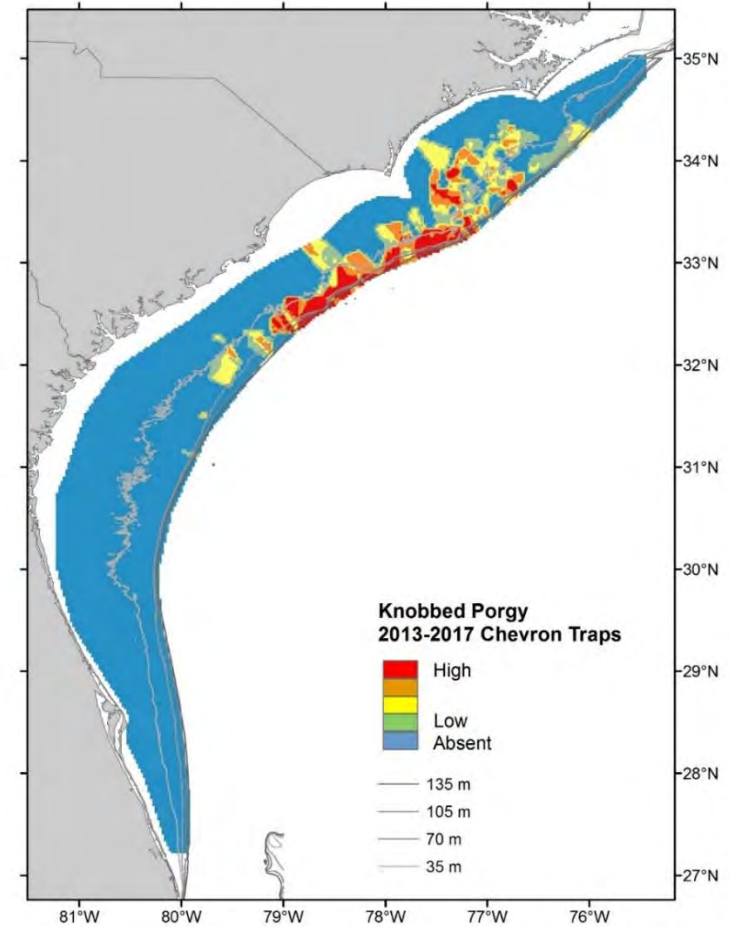 35°N
34°N
33°N
32°N
31°N
30°N
29°N
28°N
27°N
Knobbed Porgy
2013-2017 Chevron Traps
High
Low
Absent
135 m
105 m
70 m
35 m
81°W 80°W 79°W 78°W 77°W 76°W